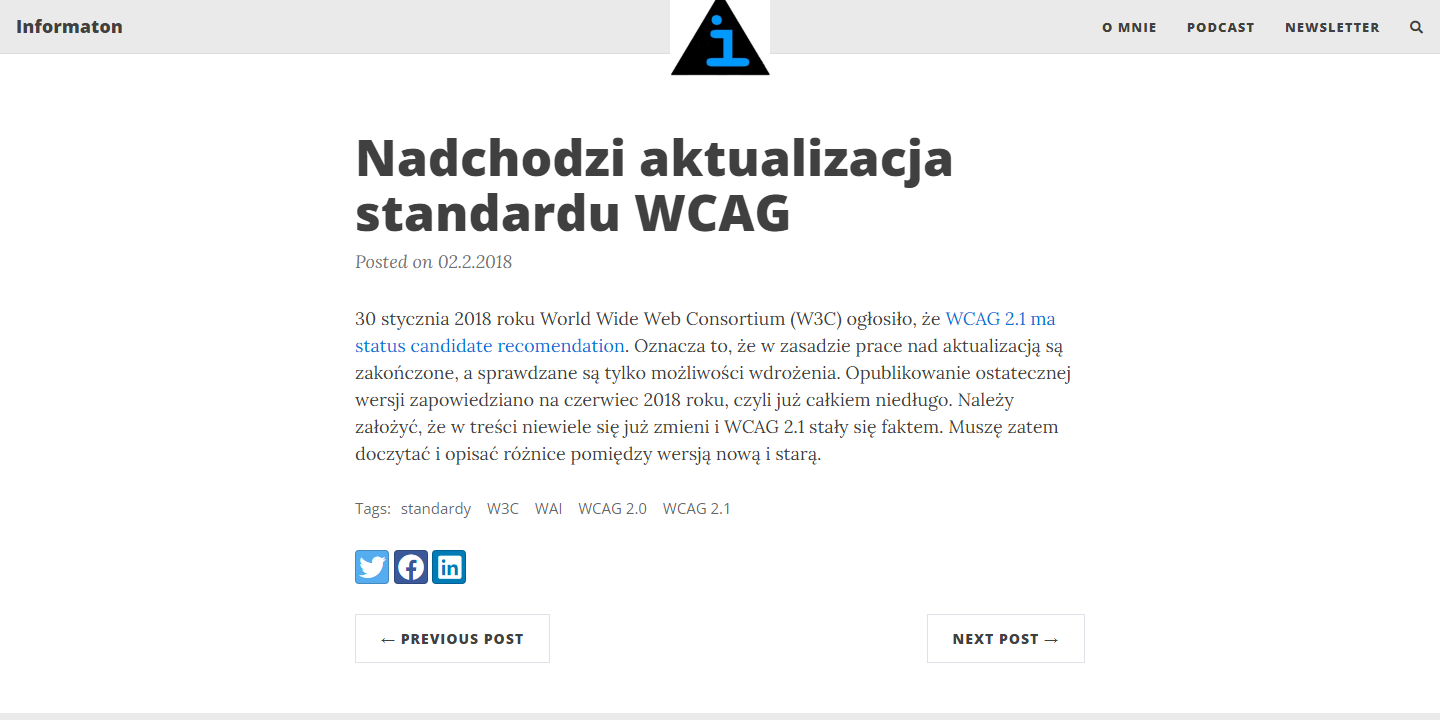 Informaton
i
O MNIE
PODCAST
NEWSLETTER
Nadchodzi aktualizacja
standardu WCAG
Posted on 02.2.2018
30 stycznia 2018 roku World Wide Web Consortium (W3C) ogłosiło, że WCAG 2.1 ma
status candidate recomendation. Oznacza to, że w zasadzie prace nad aktualizacją są
zakończone, a sprawdzane są tylko możliwości wdrożenia. Opublikowanie ostatecznej
wersji zapowiedziano na czerwiec 2018 roku, czyli już całkiem niedługo. Należy
założyć, że w treści niewiele się już zmieni i WCAG 2.1 stały się faktem. Muszę zatem
doczytać i opisać różnice pomiędzy wersją nową i starą.
Tags: standardy W3C WAI WCAG 2.0 WCAG 2.1
← PREVIOUS POST
NEXT POST →